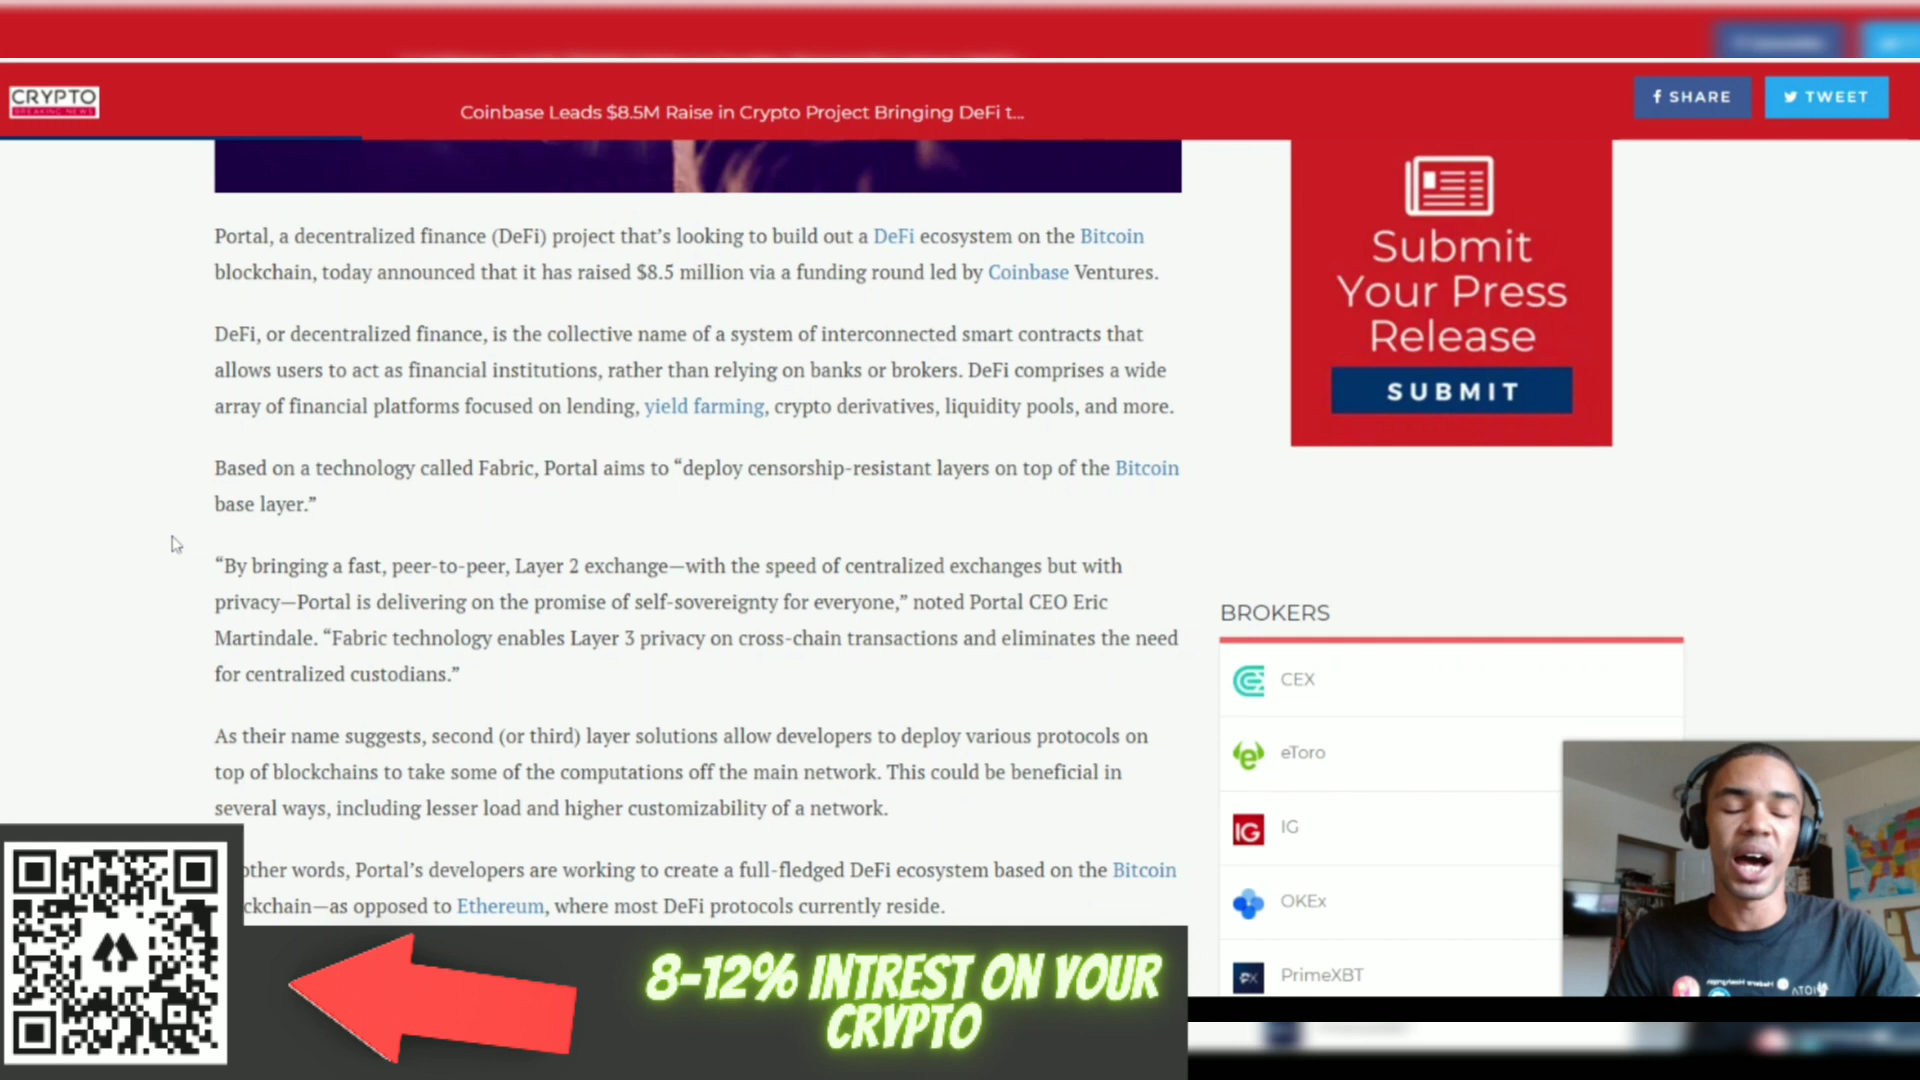 CRYPTO
BREAKING NEWS
Coinbase Leads $8.5M Raise in Crypto Project Bringing DeFi t...
SHARE
TWEET
Portal, a decentralized finance (DeFi) project that’s looking to build out a DeFi ecosystem on the Bitcoin
blockchain, today announced that it has raised $8.5 million via a funding round led by Coinbase Ventures.
DeFi, or decentralized finance, is the collective name of a system of interconnected smart contracts that
allows users to act as financial institutions, rather than relying on banks or brokers. DeFi comprises a wide
array of financial platforms focused on lending, yield farming, crypto derivatives, liquidity pools, and more.
Based on a technology called Fabric, Portal aims to “deploy censorship-resistant layers on top of the Bitcoin
base layer.”
“By bringing a fast, peer-to-peer, Layer 2 exchange—with the speed of centralized exchanges but with
privacy—Portal is delivering on the promise of self-sovereignty for everyone,” noted Portal CEO Eric
Martindale. “Fabric technology enables Layer 3 privacy on cross-chain transactions and eliminates the need
for centralized custodians.”
As their name suggests, second (or third) layer solutions allow developers to deploy various protocols on
top of blockchains to take some of the computations off the main network. This could be beneficial in
several ways, including lesser load and higher customizability of a network.
other words, Portal’s developers are working to create a full-fledged DeFi ecosystem based on the Bitcoin
ckchain—as opposed to Ethereum, where most DeFi protocols currently reside.
Submit
Your Press
Release
SUBMIT
BROKERS
CEX
eToro
IG
IG
OKEx
PrimeXBT
8-12% INTREST ON YOUR
CRYPTO